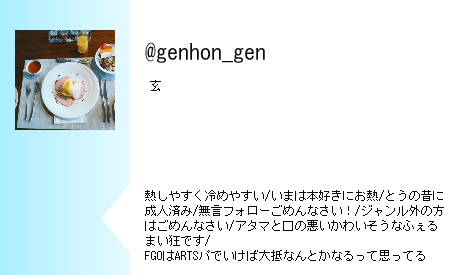 @genhon_gen
玄
熱しやすく冷めやすい/いまは本好きにお熱/とうの昔に
成人済み/無言フォローごめんなさい！/ジャンル外の方
はごめんなさい/アタマと口の悪いかわいそうなふぇる
まい狂です/
FGOはARTSパでいけば大抵なんとかなるって思ってる